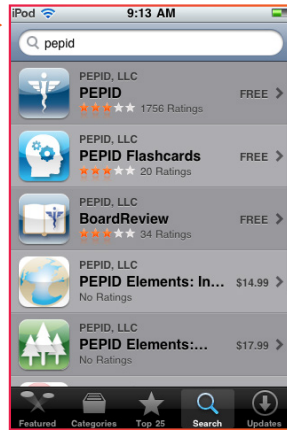 iPod 9:13 AM
pepid
PEPID, LLC
PEPID
1756 Ratings
FREE
PEPID, LLC
PEPID Flashcards
20 Ratings
FREE
PEPID, LLC
BoardReview
34 Ratings
FREE
PEPID, LLC
PEPID Elements: In...
No Ratings
$14.99
PEPID, LLC
PEPID Elements:...
No Ratings
$17.99
Featured Categories Top 25 Search Updates